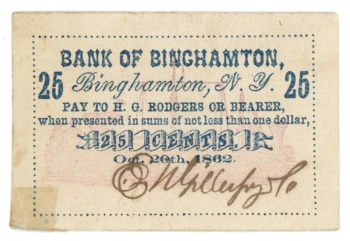 BANK OF BINGHAMTON,
25 Binghamton, N. Y. 25
PAY TO H. G. RODGERS OR BEARER,
when presented in sums of not less than one dollar,
25 CENTS.
Oct. 20th, 1862.